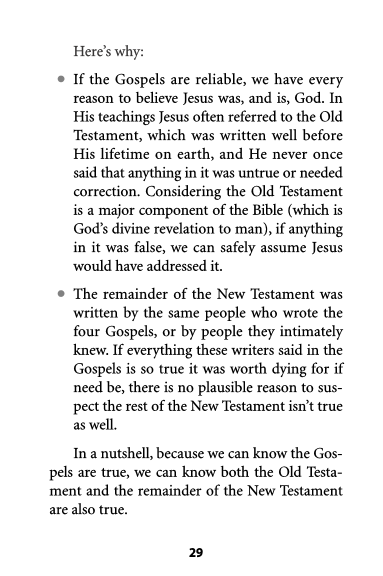 Here's why:
• If the Gospels are reliable, we have every
reason to believe Jesus was, and is, God. In
His teachings Jesus often referred to the Old
Testament, which was written well before
His lifetime on earth, and He never once
said that anything in it was untrue or needed
correction. Considering the Old Testament
is a major component of the Bible (which is
God's divine revelation to man), if anything
in it was false, we can safely assume Jesus
would have addressed it.
• The remainder of the New Testament was
written by the same people who wrote the
four Gospels, or by people they intimately
knew. If everything these writers said in the
Gospels is so true it was worth dying for if
need be, there is no plausible reason to sus-
pect the rest of the New Testament isn't true
as well.
In a nutshell, because we can know the Gos-
pels are true, we can know both the Old Testa-
ment and the remainder of the New Testament
are also true.
29